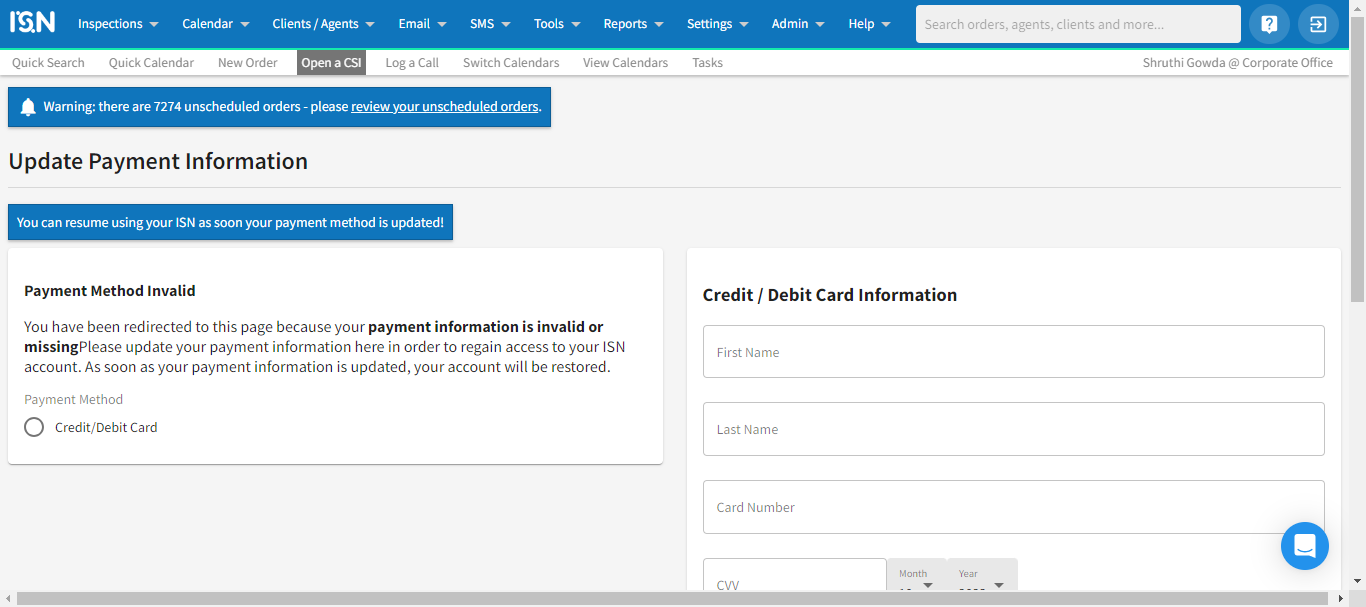 ISN Inspections Calendar Clients / Agents Email SMS Tools Reports Settings Admin Help Search orders, agents, clients and more...
Quick Search Quick Calendar New Order Open a CSI Log a Call Switch Calendars View Calendars Tasks Shruthi Gowda @ Corporate Office
Warning: there are 7274 unscheduled orders - please review your unscheduled orders.
Update Payment Information
You can resume using your ISN as soon your payment method is updated!
Payment Method Invalid
You have been redirected to this page because your payment information is invalid or
missingPlease update your payment information here in order to regain access to your ISN
account. As soon as your payment information is updated, your account will be restored.
Payment Method
Credit/Debit Card
Credit / Debit Card Information
First Name
Last Name
Card Number
CVV
Month Year